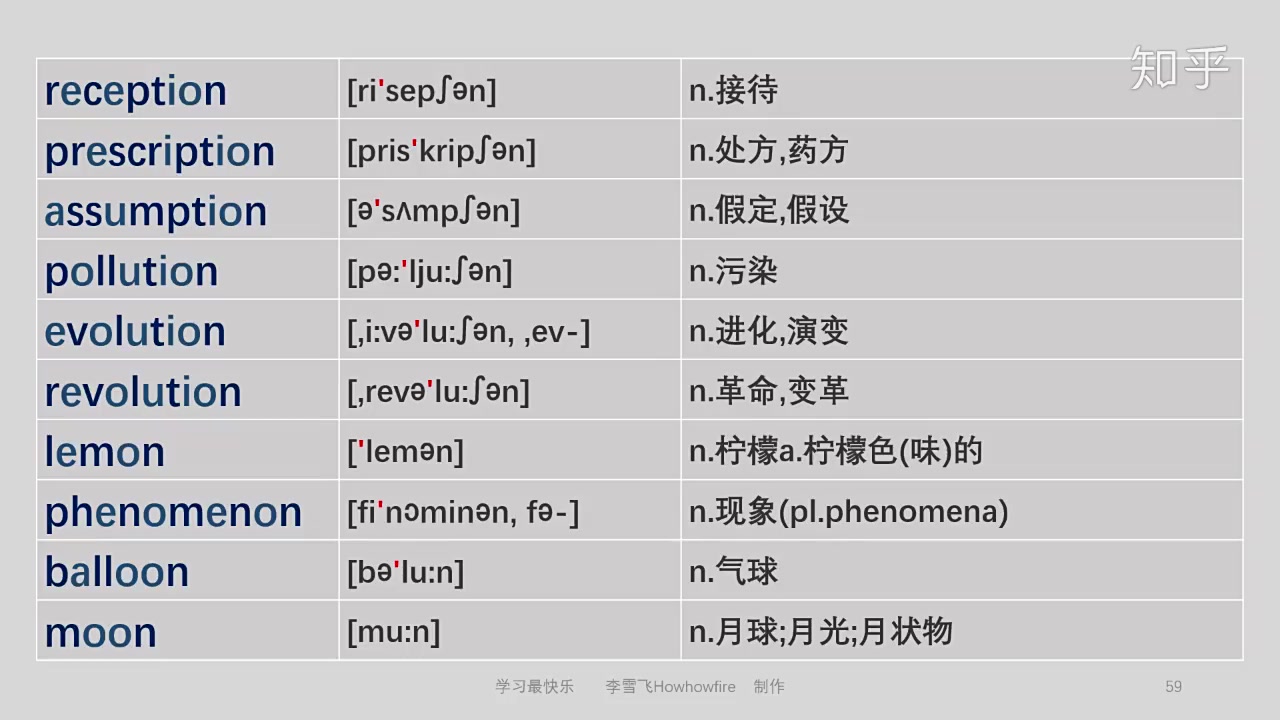 知乎
reception [ri'sepʃən] n.接待
prescription [pris'kripʃən] n.处方,药方
assumption [ə'sʌmpʃən] n.假定,假设
pollution [pə:'lju:ʃən] n.污染
evolution [,i:və'lu:ʃən, ,ev-] n.进化,演变
revolution [,revə'lu:ʃən] n.革命,变革
lemon ['lemən] n.柠檬a.柠檬色(味)的
phenomenon [fi'nɔminən, fə-] n.现象(pl.phenomena)
balloon [bə'lu:n] n.气球
moon [mu:n] n.月球;月光;月状物
学习最快乐 李雪飞Howhowfire 制作 59